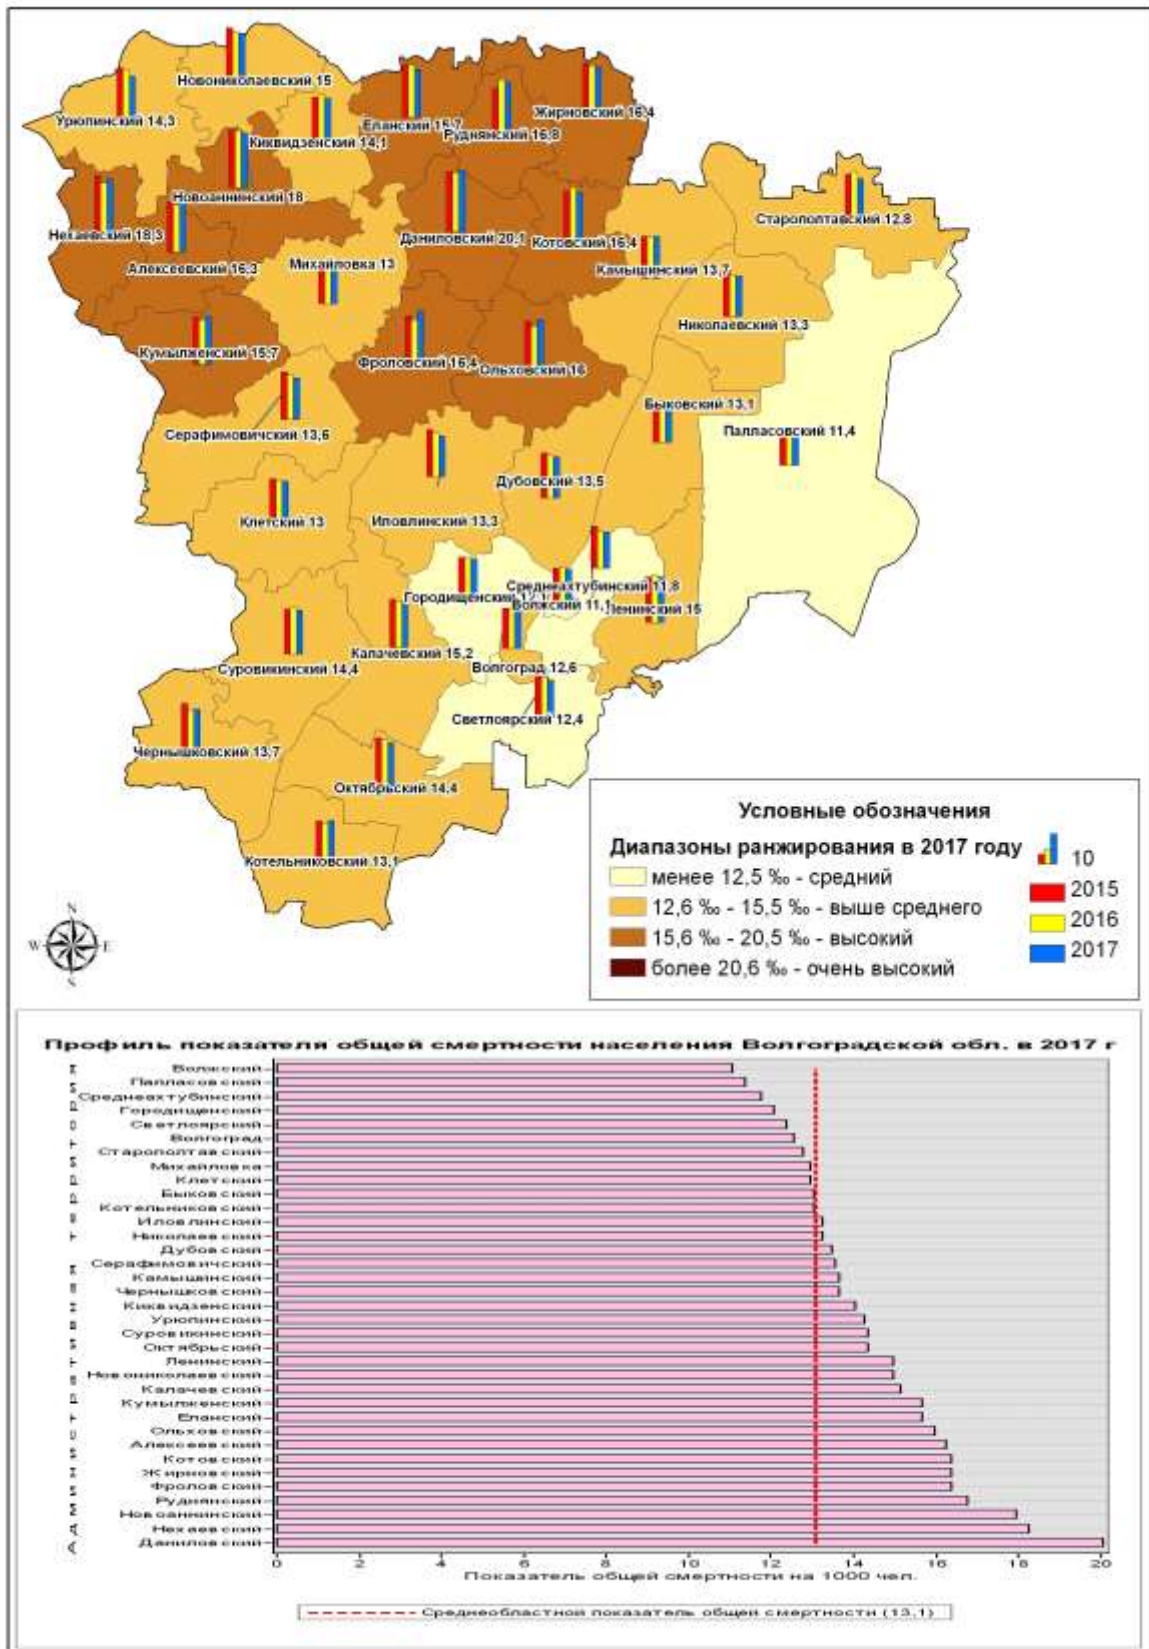 Новониколаевский 15
Урюпинский 14,3
Киквидзенский 14,1
Еланский 15,7
Руднянский 16,8
Жирновский 16,4
Новоаннинский 18
Нехаевский 18,3
Алексеевский 16,3
Михайловка 13
Даниловский 20,1
Котовский 16,4
Старополтавский 12,8
Камышинский 13,7
Николаевский 13,3
Кумылженский 15,7
Фроловский 16,4
Ольховский 16
Быковский 13,1
Палласовский 11,4
Серафимовичский 13,6
Клетский 13
Иловлинский 13,3
Дубовский 13,5
Среднеахтубинский 11,8
Городищенский 12,1
Волжский 11,1
Ленинский 15
Суровикинский 14,4
Калачевский 15,2
Волгоград 12,6
Светлоярский 12,4
Чернышковский 13,7
Октябрьский 14,4
Котельниковский 13,1
N
W
E
S
Условные обозначения
Диапазоны ранжирования в 2017 году
10
менее 12,5 ‰ - средний
2015
12,6 ‰ - 15,5 ‰ - выше среднего
2016
15,6 ‰ - 20,5 ‰ - высокий
2017
более 20,6 ‰ - очень высокий
Профиль показателя общей смертности населения Волгоградской обл. в 2017 г
Волжский
Палласовский
Среднеахтубинский
Городищенский
Светлоярский
Волгоград
Старополтавский
Михайловка
Клетский
Быковский
Котельниковский
Иловлинский
Николаевский
Дубовский
Серафимовичский
Камышинский
Чернышковский
Киквидзенский
Урюпинский
Суровикинский
Октябрьский
Ленинский
Новониколаевский
Калачевский
Кумылженский
Еланский
Ольховский
Алексеевский
Котовский
Жирновский
Фроловский
Руднянский
Новоаннинский
Нехаевский
Даниловский
0 2 4 6 8 10 12 14 16 18 20
Показатель общей смертности на 1000 чел.
Среднеобластной показатель общей смертности (13,1)